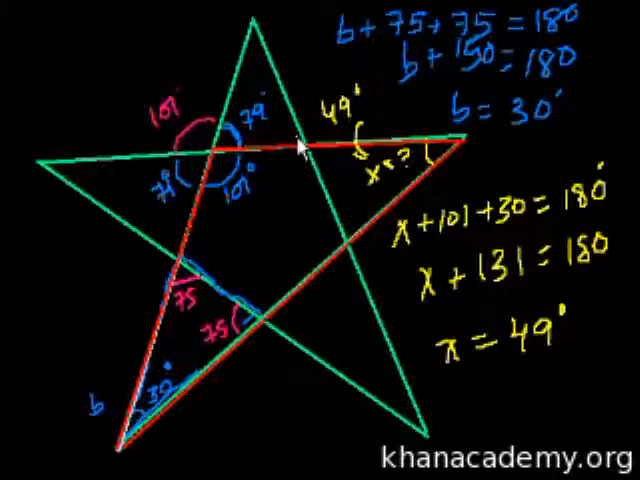 b + 75 + 75 = 180
b + 150 = 180
b = 30°
101°
79°
49°
x = ?
79°
101°
x + 101 + 30 = 180°
x + 131 = 180
x = 49°
75
75
30°
b
khanacademy.org